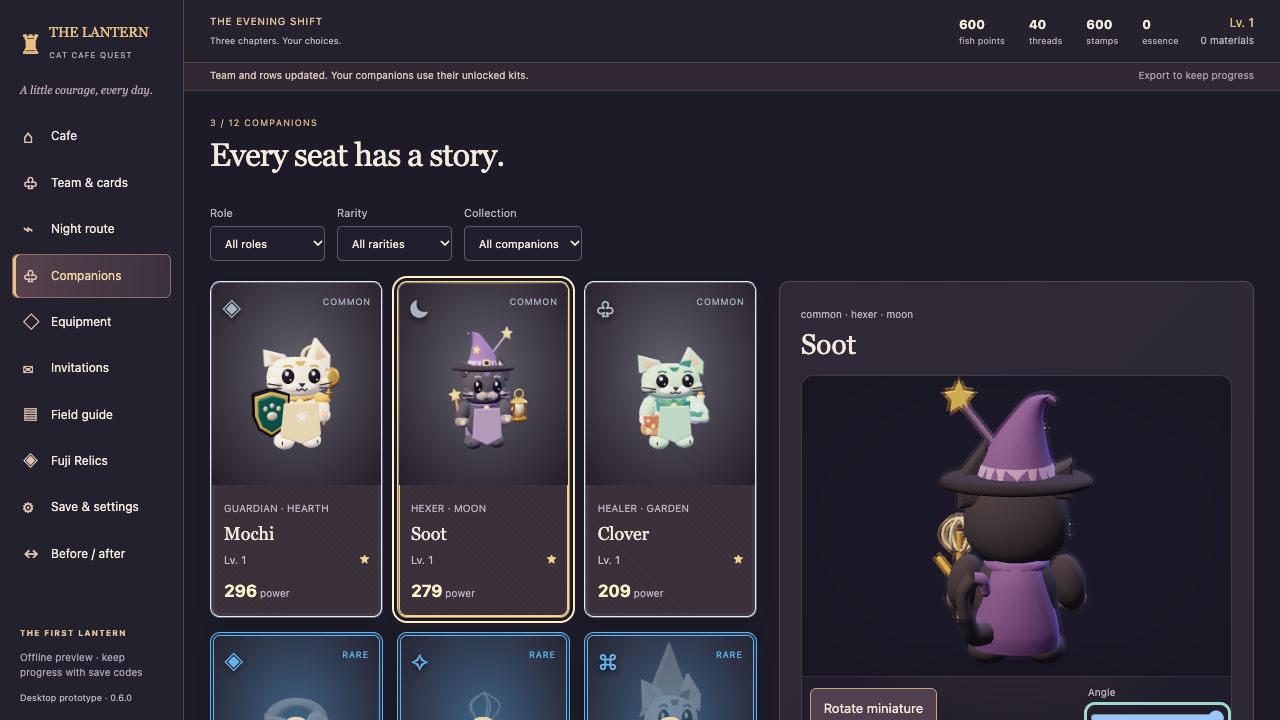 THE LANTERN
CAT CAFE QUEST
A little courage, every day.
Cafe
Team & cards
Night route
Companions
Equipment
Invitations
Field guide
Fuji Relics
Save & settings
Before / after
THE FIRST LANTERN
Offline preview · keep
progress with save codes
Desktop prototype · 0.6.0
THE EVENING SHIFT
Three chapters. Your choices.
600
fish points
40
threads
600
stamps
0
essence
Lv. 1
0 materials
Team and rows updated. Your companions use their unlocked kits.
Export to keep progress
3 / 12 COMPANIONS
Every seat has a story.
Role
All roles
Rarity
All rarities
Collection
All companions
COMMON
GUARDIAN · HEARTH
Mochi
Lv. 1
296 power
COMMON
HEXER · MOON
Soot
Lv. 1
279 power
COMMON
HEALER · GARDEN
Clover
Lv. 1
209 power
RARE
RARE
RARE
common · hexer · moon
Soot
Rotate miniature
Angle